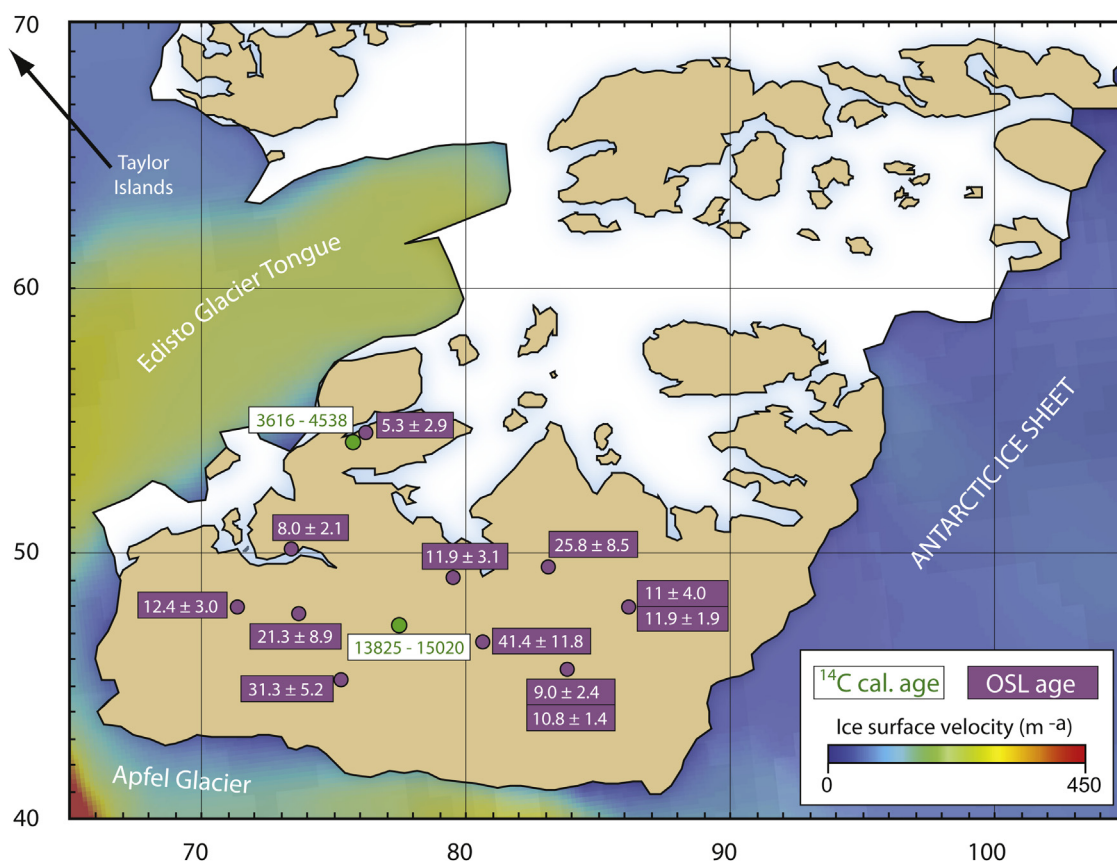 70
Taylor
Islands
60
Edisto Glacier Tongue
3616 - 4538
5.3 ± 2.9
ANTARCTIC ICE SHEET
8.0 ± 2.1
50
11.9 ± 3.1
25.8 ± 8.5
12.4 ± 3.0
11 ± 4.0
11.9 ± 1.9
21.3 ± 8.9
13825 - 15020
41.4 ± 11.8
31.3 ± 5.2
9.0 ± 2.4
10.8 ± 1.4
14C cal. age
OSL age
Ice surface velocity (m -a)
0
450
Apfel Glacier
40
70
80
90
100